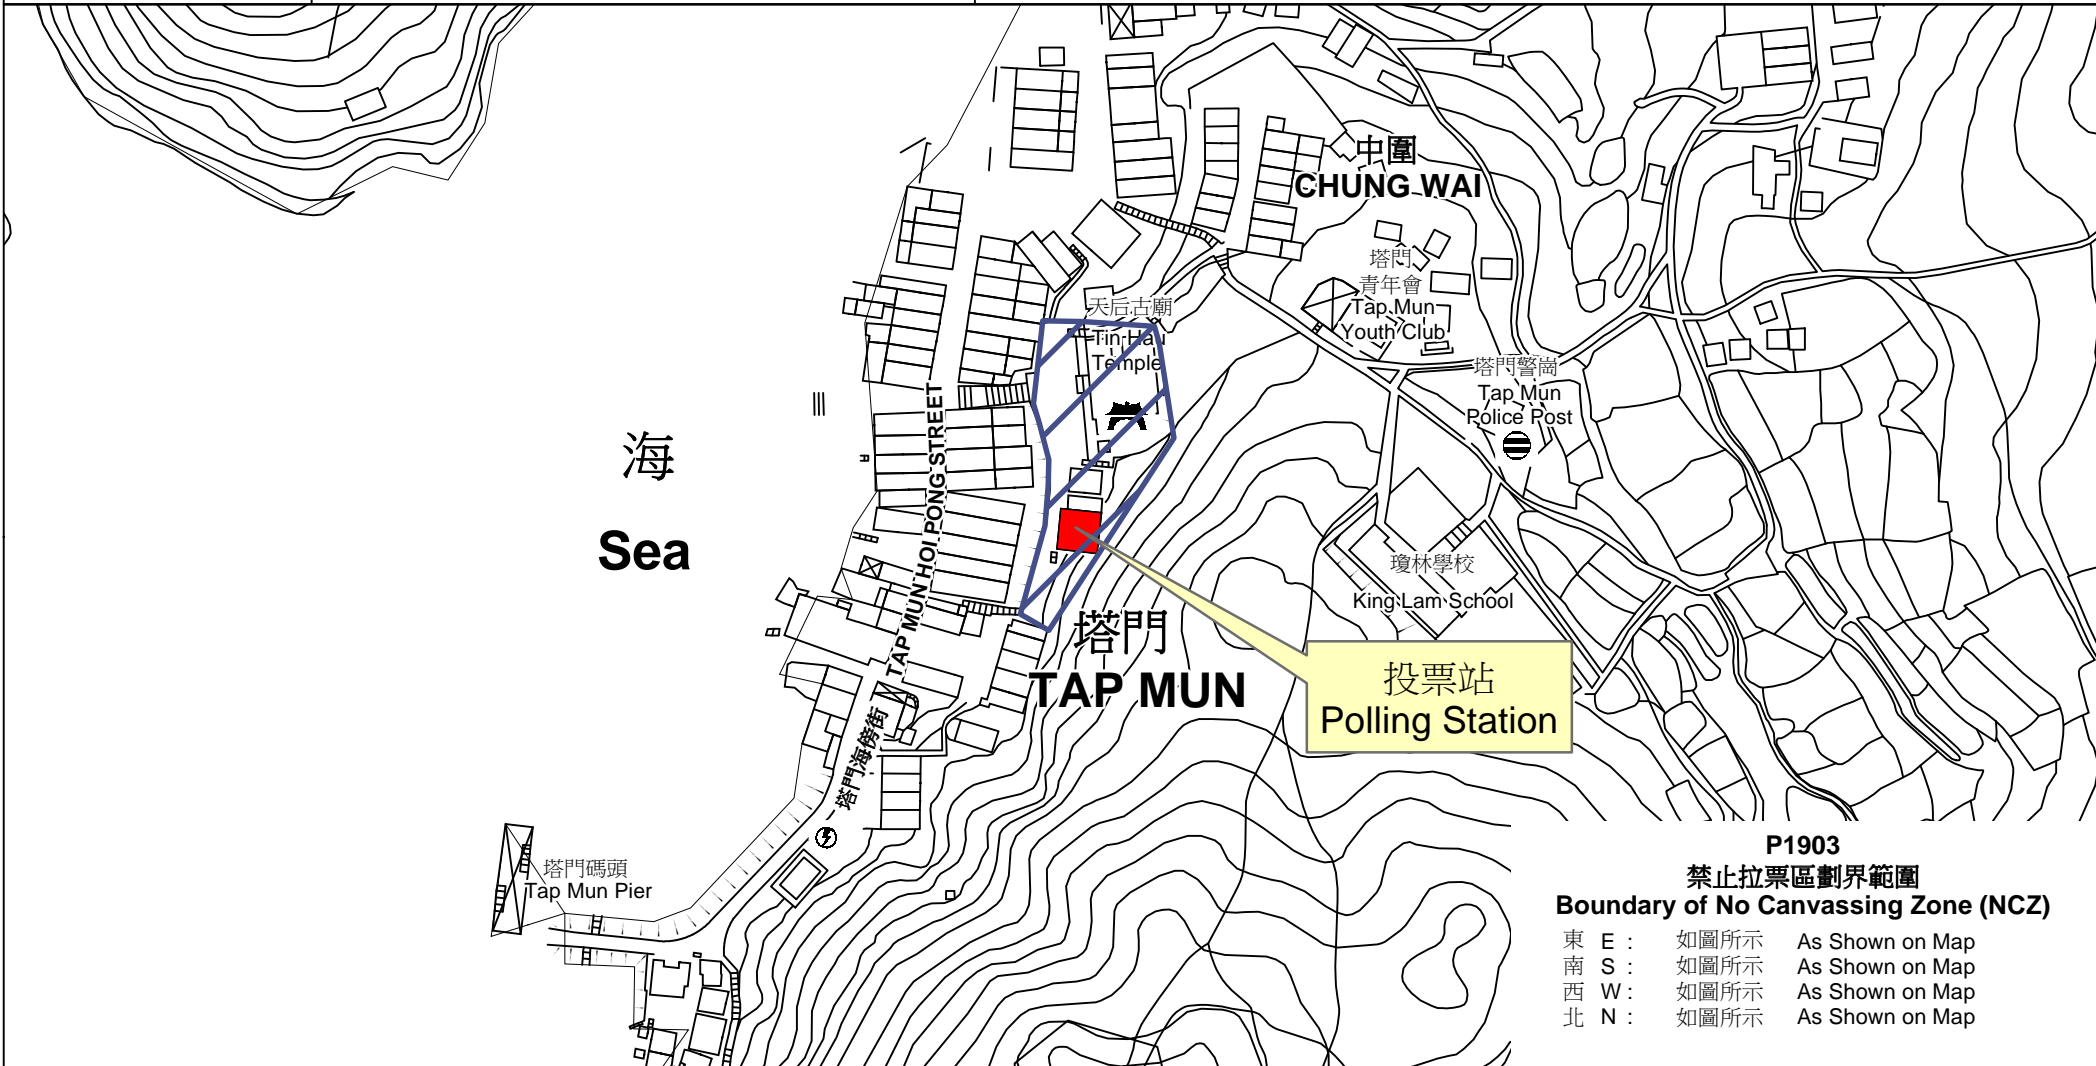 中圍
CHUNG WAI
塔門
青年會
Tap Mun
Youth Club
天后古廟
Tin Hau
Temple
塔門警崗
Tap Mun
Police Post
TAP MUN HOI PONG STREET
海
Sea
瓊林學校
King Lam School
塔門
TAP MUN
投票站
Polling Station
塔門海傍街
塔門碼頭
Tap Mun Pier
P1903
禁止拉票區劃界範圍
Boundary of No Canvassing Zone (NCZ)
東 E : 如圖所示 As Shown on Map
南 S : 如圖所示 As Shown on Map
西 W : 如圖所示 As Shown on Map
北 N : 如圖所示 As Shown on Map